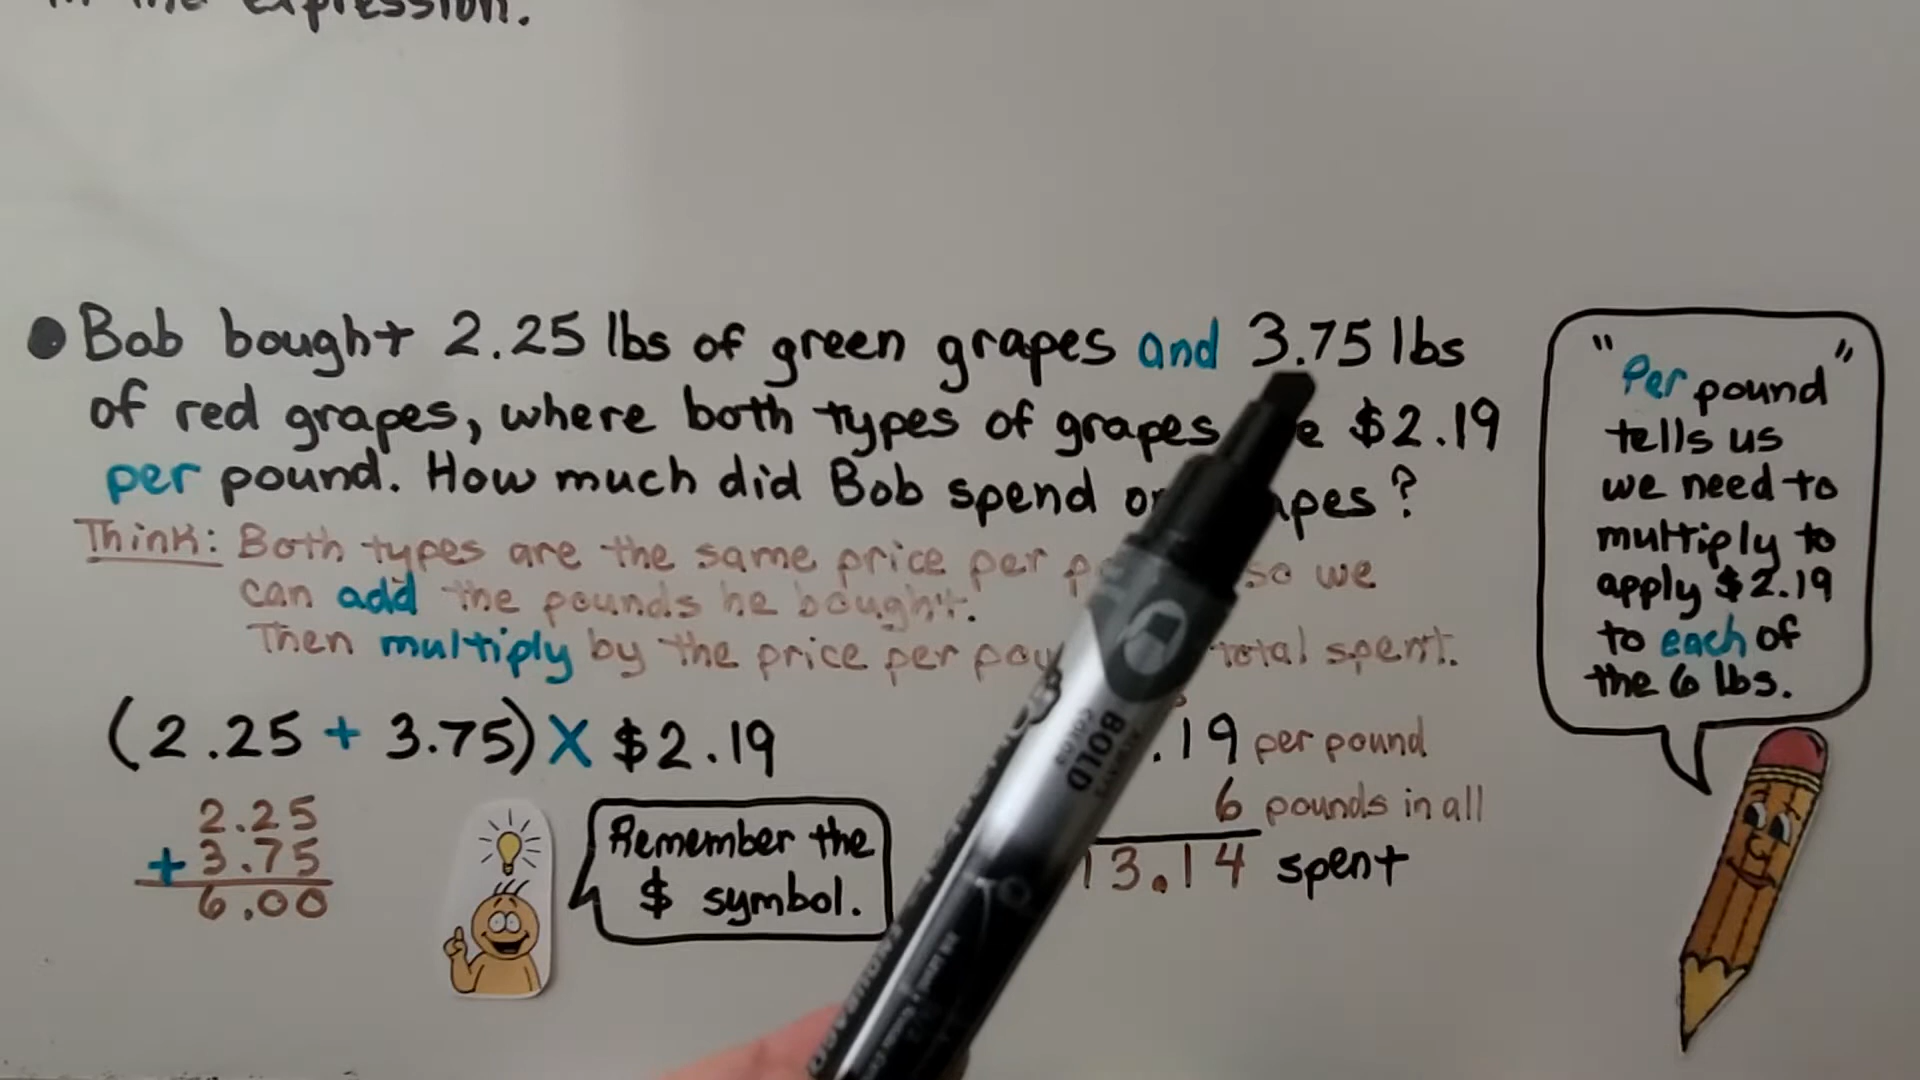 in the expression.
Bob bought 2.25 lbs of green grapes and 3.75 lbs
of red grapes, where both types of grapes $2.19
per pound. How much did Bob spend
Think: Both types are the same price per so we
can add the pounds he bought.
Then multiply by the price per total spent.
(2.25 + 3.75) X $2.19
2.25
+ 3.75
6.00
Remember the
$ symbol.
.19 per pound
6 pounds in all
13.14 spent
"Per pound"
tells us
we need to
multiply to
apply $2.19
to each of
the 6 lbs.
BOLD